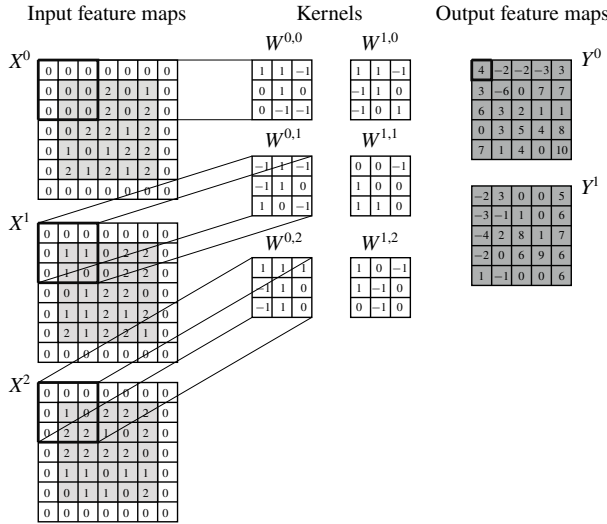 Input feature maps
Kernels
Output feature maps
X^0
0 0 0 0 0 0 0
0 0 0 2 0 1 0
0 0 0 2 0 2 0
0 0 2 2 1 2 0
0 1 0 1 2 2 0
0 2 1 2 1 2 0
0 0 0 0 0 0 0
X^1
0 0 0 0 0 0 0
0 1 1 0 2 2 0
0 1 0 0 2 2 0
0 0 1 2 2 0 0
0 1 1 2 1 2 0
0 2 1 2 2 1 0
0 0 0 0 0 0 0
X^2
0 0 0 0 0 0 0
0 1 0 2 2 2 0
0 2 2 1 0 2 0
0 2 2 2 2 0 0
0 1 1 0 1 1 0
0 0 1 1 0 2 0
0 0 0 0 0 0 0
W^0,0
1 1 −1
1 0 1
0 −1 −1
W^1,0
1 1 −1
−1 1 0
−1 0 1
W^0,1
−1 1 −1
−1 1 0
1 0 −1
W^1,1
0 0 −1
1 0 0
1 1 0
W^0,2
1 1 1
−1 1 0
−1 1 0
W^1,2
1 0 −1
1 −1 0
0 −1 0
Y^0
4 −2 −2 −3 3
3 −6 0 7 7
6 3 2 1 1
0 3 5 4 8
7 1 4 0 10
Y^1
−2 3 0 0 5
−3 −1 1 0 6
−4 2 8 1 7
−2 0 6 9 6
1 −1 0 0 6